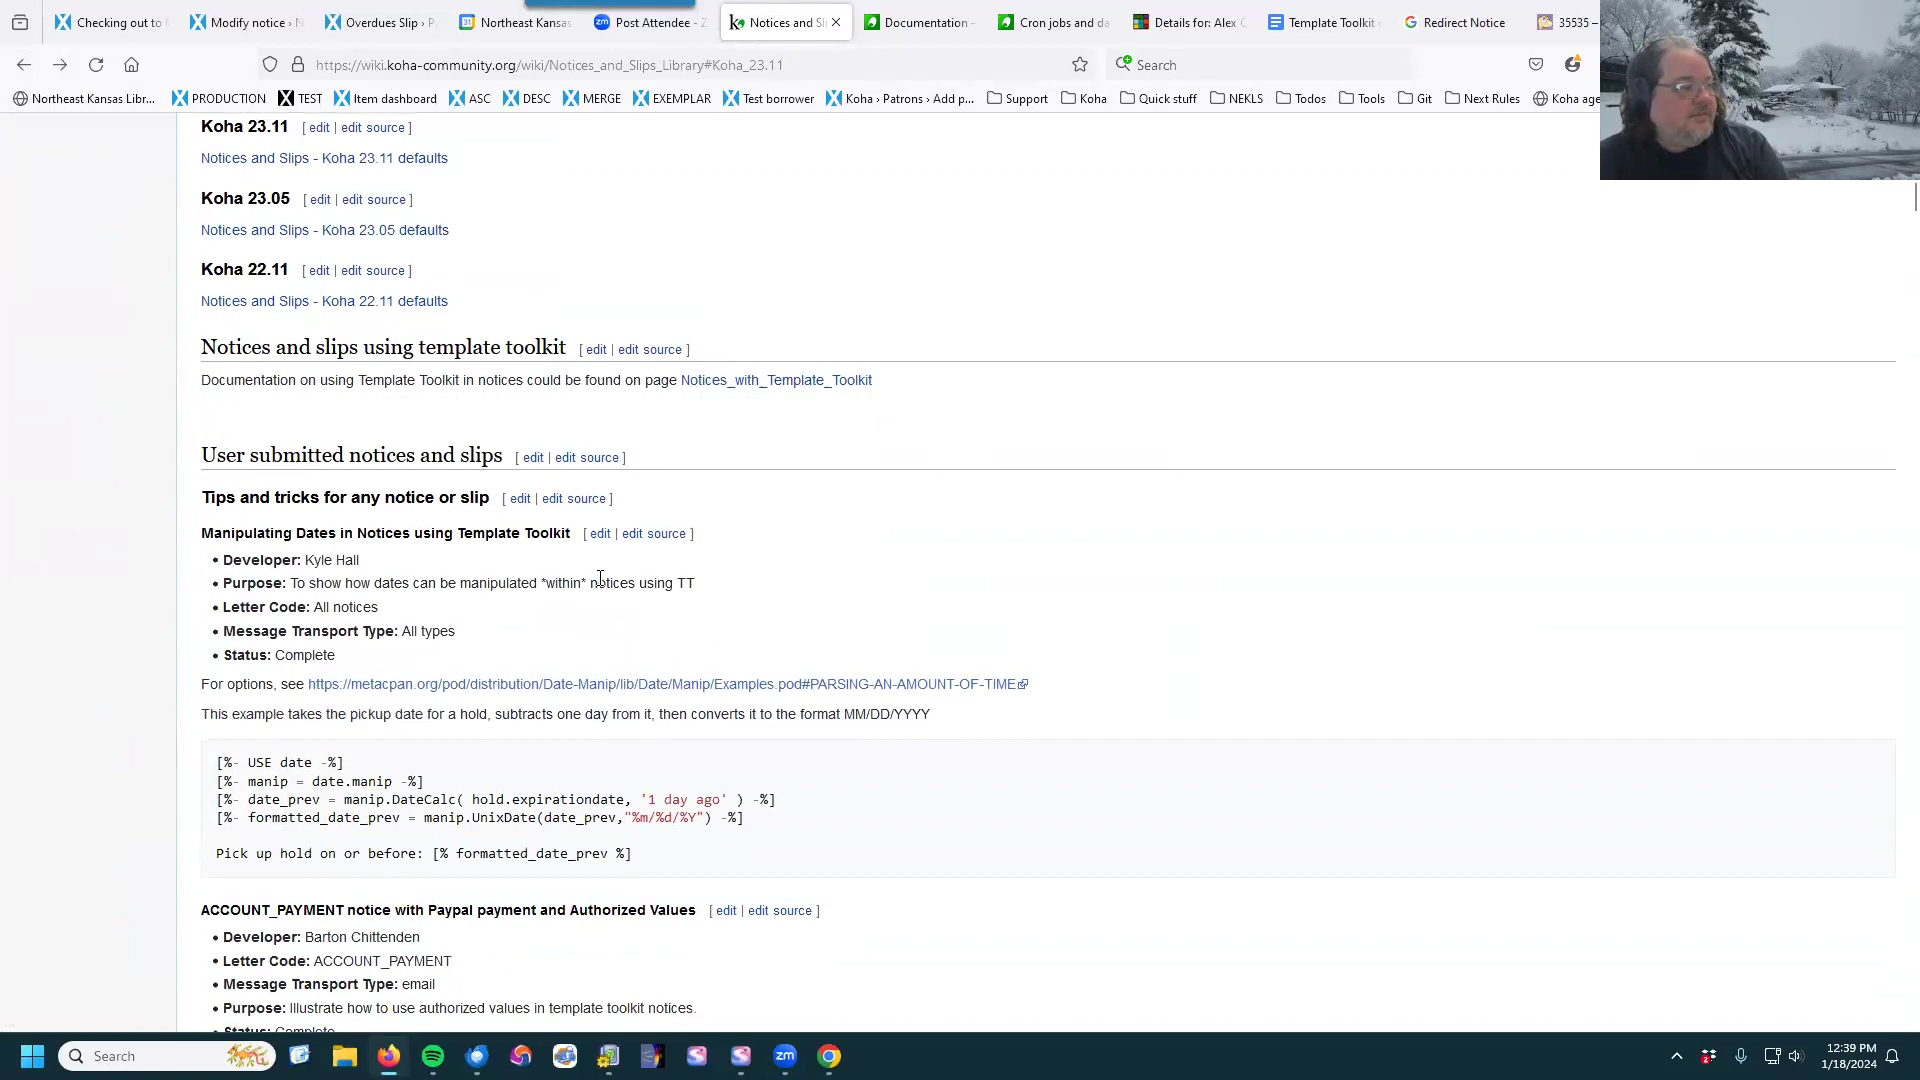 Checking out to
Modify notice › N
Overdues Slip › P
Northeast Kansas
Post Attendee - Z
Notices and Sli
Documentation –
Cron jobs and da
Details for: Alex C
Template Toolkit
Redirect Notice
35535 –
https://wiki.koha-community.org/wiki/Notices_and_Slips_Library#Koha_23.11
Search
Northeast Kansas Libr...
PRODUCTION
TEST
Item dashboard
ASC
DESC
MERGE
EXEMPLAR
Test borrower
Koha › Patrons › Add p...
Support
Koha
Quick stuff
NEKLS
Todos
Tools
Git
Next Rules
Koha age
Koha 23.11 [ edit | edit source ]
Notices and Slips - Koha 23.11 defaults
Koha 23.05 [ edit | edit source ]
Notices and Slips - Koha 23.05 defaults
Koha 22.11 [ edit | edit source ]
Notices and Slips - Koha 22.11 defaults
Notices and slips using template toolkit [ edit | edit source ]
Documentation on using Template Toolkit in notices could be found on page Notices_with_Template_Toolkit
User submitted notices and slips [ edit | edit source ]
Tips and tricks for any notice or slip [ edit | edit source ]
Manipulating Dates in Notices using Template Toolkit [ edit | edit source ]
• Developer: Kyle Hall
• Purpose: To show how dates can be manipulated *within* notices using TT
• Letter Code: All notices
• Message Transport Type: All types
• Status: Complete
For options, see https://metacpan.org/pod/distribution/Date-Manip/lib/Date/Manip/Examples.pod#PARSING-AN-AMOUNT-OF-TIME
This example takes the pickup date for a hold, subtracts one day from it, then converts it to the format MM/DD/YYYY
[%- USE date -%]
[%- manip = date.manip -%]
[%- date_prev = manip.DateCalc( hold.expirationdate, '1 day ago' ) -%]
[%- formatted_date_prev = manip.UnixDate(date_prev,"%m/%d/%Y") -%]
Pick up hold on or before: [% formatted_date_prev %]
ACCOUNT_PAYMENT notice with Paypal payment and Authorized Values [ edit | edit source ]
• Developer: Barton Chittenden
• Letter Code: ACCOUNT_PAYMENT
• Message Transport Type: email
• Purpose: Illustrate how to use authorized values in template toolkit notices.
• Status: Complete
Search
zm
12:39 PM
1/18/2024